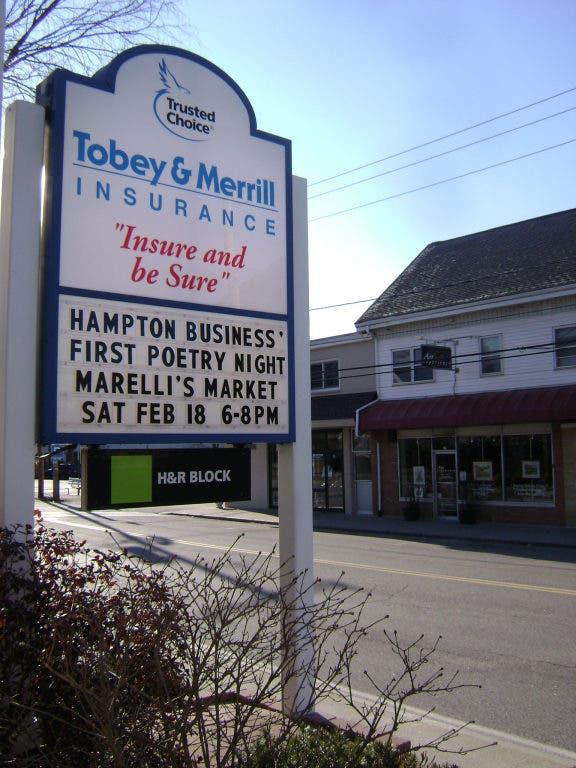 Trusted
Choice®
Tobey & Merrill
INSURANCE
"Insure and
be Sure"
HAMPTON BUSINESS'
FIRST POETRY NIGHT
MARELLI'S MARKET
SAT FEB 18 6-8PM
H&R BLOCK